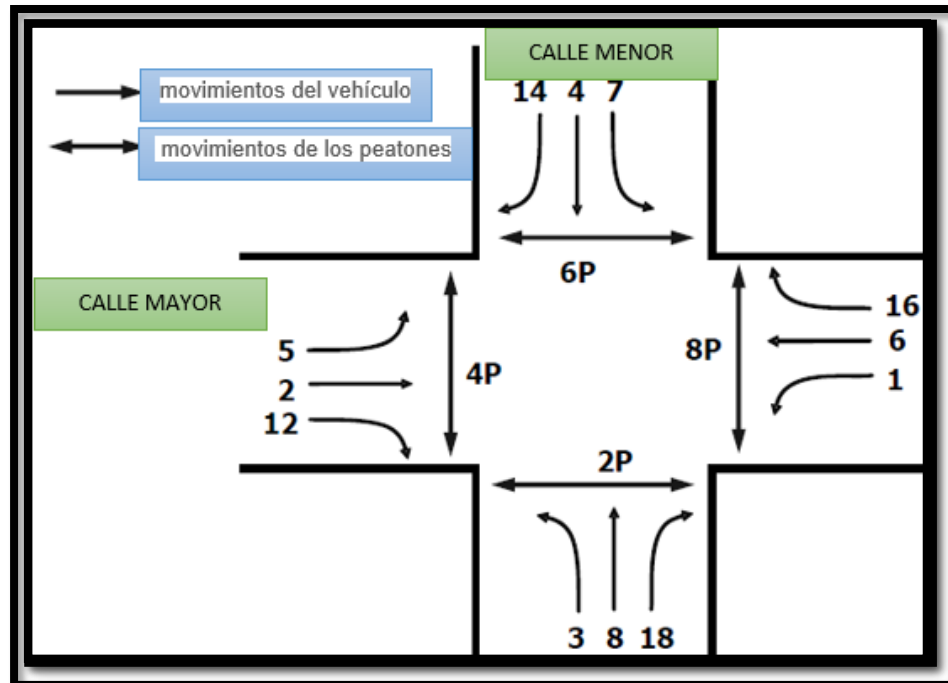 CALLE MENOR
movimientos del vehículo
14 4 7
movimientos de los peatones
6P
CALLE MAYOR
16
5
8P
6
4P
2
1
12
2P
3 8 18